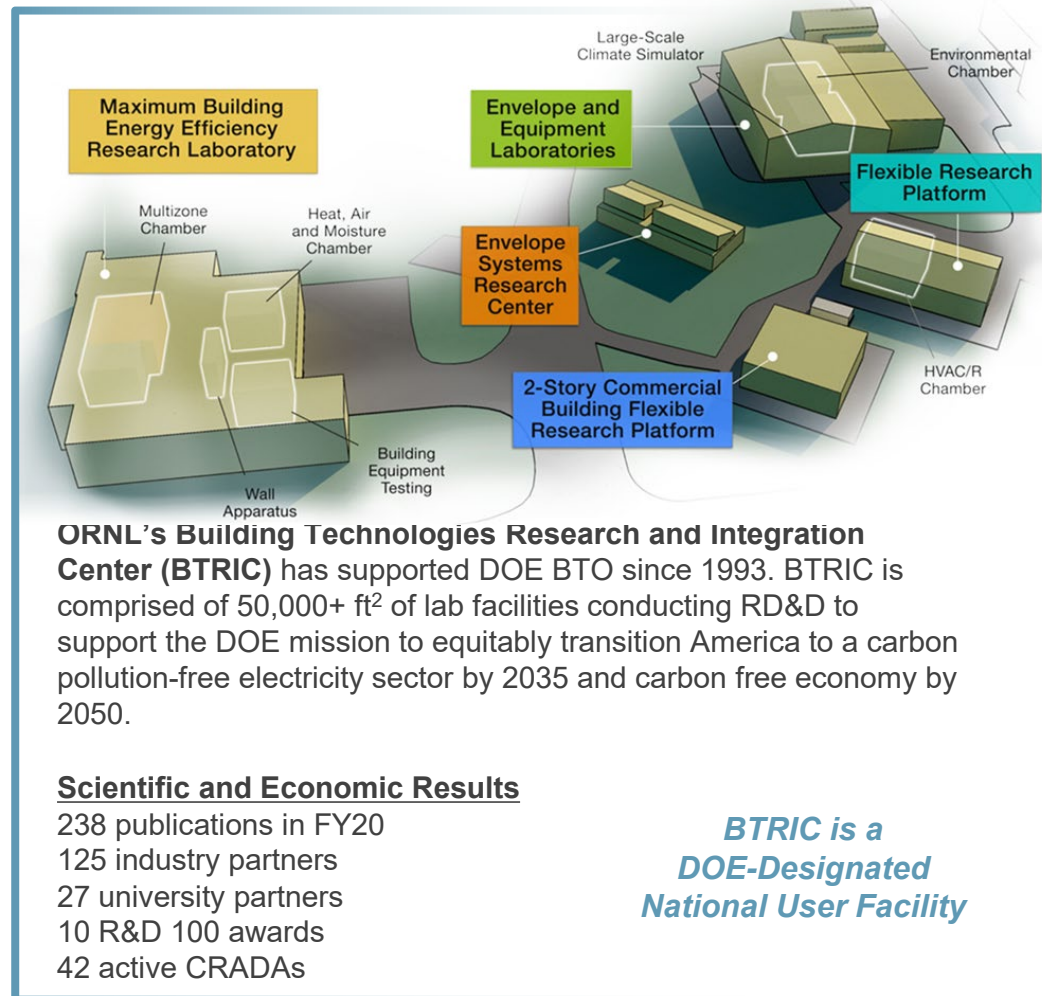 Large-Scale
Climate Simulator
Environmental
Chamber
Maximum Building
Energy Efficiency
Research Laboratory
Envelope and
Equipment
Laboratories
Flexible Research
Platform
Multizone
Chamber
Heat, Air
and Moisture
Chamber
Envelope
Systems
Research
Center
HVAC/R
Chamber
2-Story Commercial
Building Flexible
Research Platform
Building
Equipment
Testing
Wall
Apparatus
ORNL's Building Technologies Research and Integration
Center (BTRIC) has supported DOE BTO since 1993. BTRIC is
comprised of 50,000+ ft² of lab facilities conducting RD&D to
support the DOE mission to equitably transition America to a carbon
pollution-free electricity sector by 2035 and carbon free economy by
2050.
Scientific and Economic Results
238 publications in FY20
125 industry partners
27 university partners
10 R&D 100 awards
42 active CRADAs
BTRIC is a
DOE-Designated
National User Facility